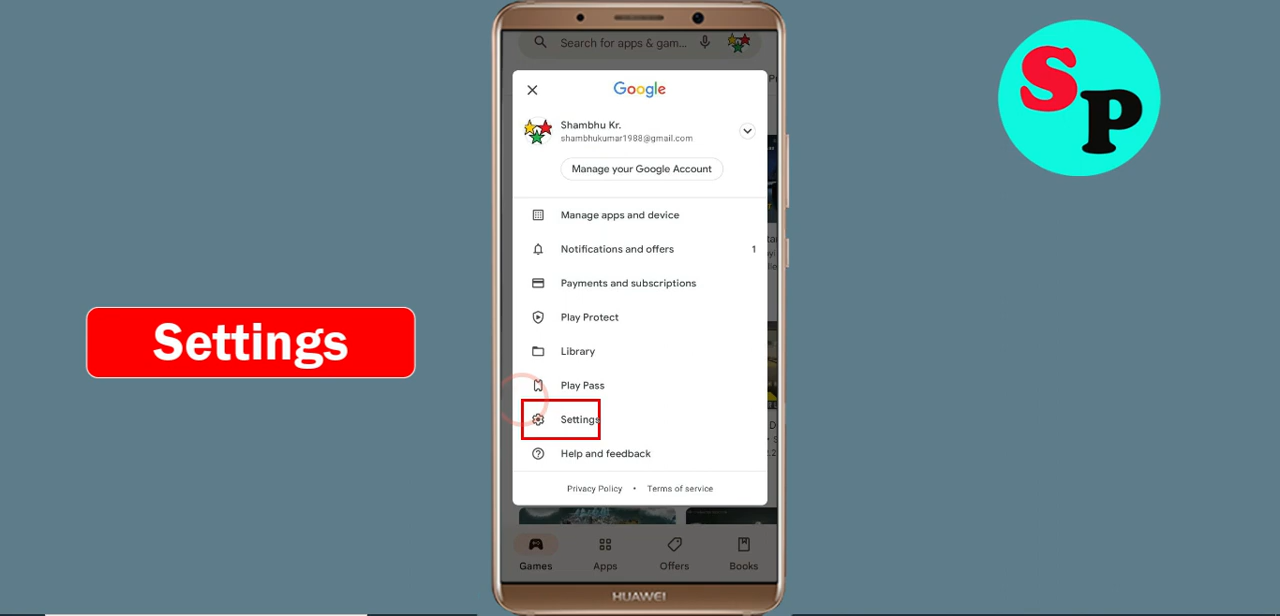 Search for apps & gam...
Google
Shambhu Kr.
shambhukumar1988@gmail.com
Manage your Google Account
Manage apps and device
Notifications and offers 1
Payments and subscriptions
Play Protect
Library
Play Pass
Settings
Help and feedback
Privacy Policy • Terms of service
Games Apps Offers Books
HUAWEI
Settings
SP